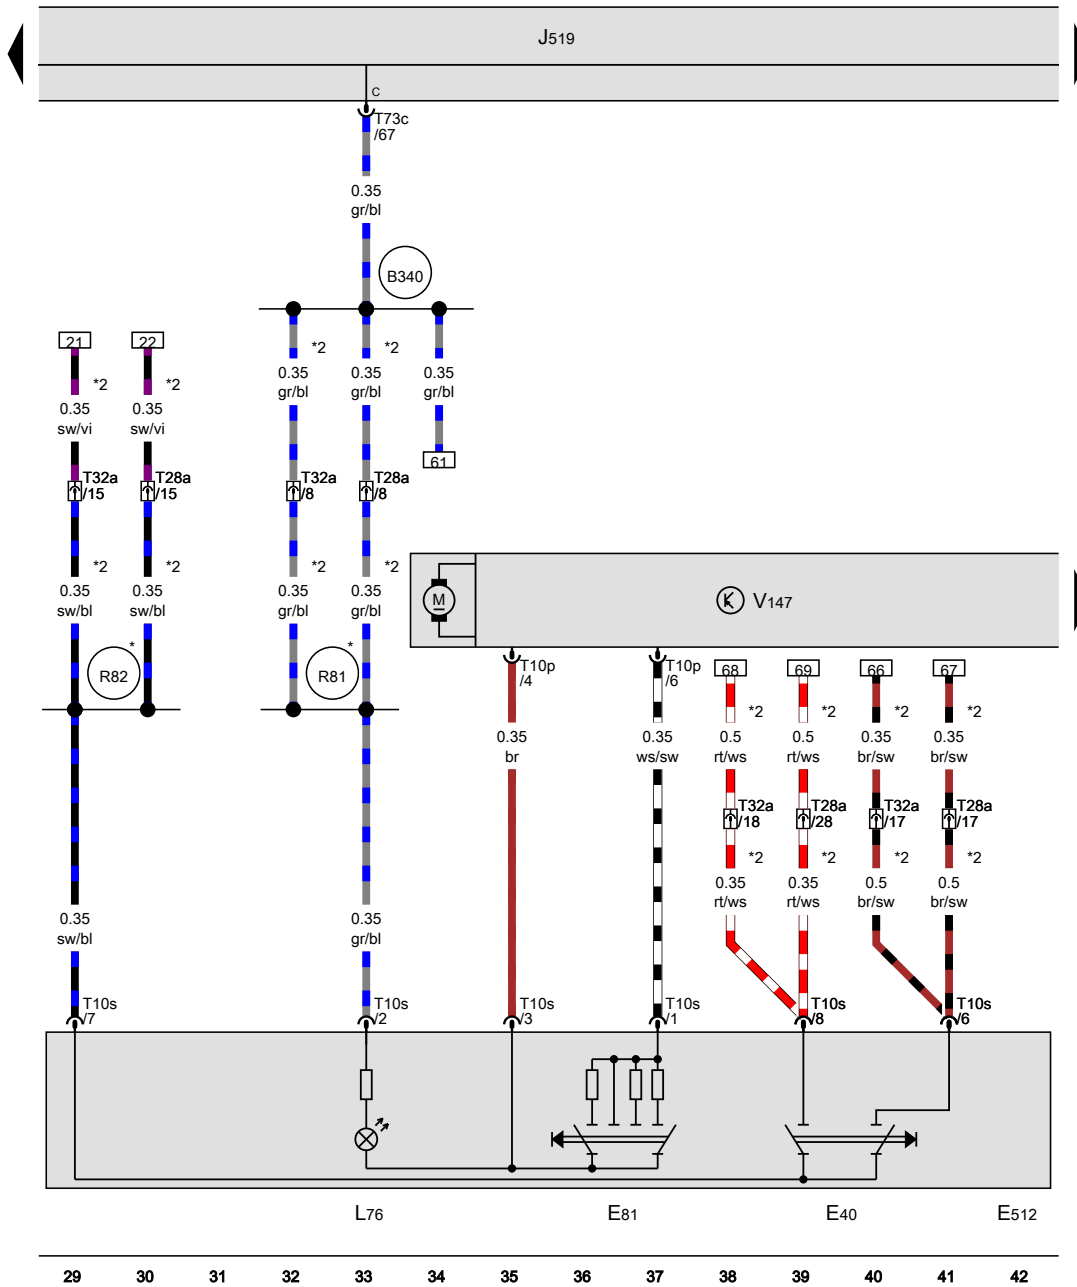 J519
C
T73c
/67
0.35
gr/bl
B340
21 22
*2 *2 *2 *2
0.35 0.35 0.35 0.35 0.35
sw/vi sw/vi gr/bl gr/bl gr/bl
61
T32a T28a T32a T28a
/15 /15 /8 /8
*2 *2 *2 *2
0.35 0.35 0.35 0.35
sw/bl sw/bl gr/bl gr/bl
M V147
* *
R82 R81
T10p T10p
/4 /6
68 69 66 67
*2 *2 *2 *2
0.35 0.35 0.5 0.5 0.35 0.35
br ws/sw rt/ws rt/ws br/sw br/sw
T32a T28a T32a T28a
/18 /28 /17 /17
*2 *2 *2 *2
0.35 0.35 0.5 0.5
rt/ws rt/ws br/sw br/sw
0.35 0.35
sw/bl gr/bl
T10s T10s T10s T10s T10s T10s
/7 /2 /3 /1 /8 /6
L76 E81 E40 E512
29 30 31 32 33 34 35 36 37 38 39 40 41 42